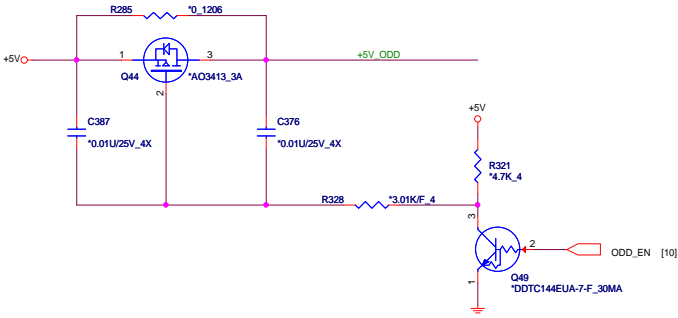 R285 *0_1206
+5V 1 3 +5V_ODD
Q44 *AO3413_3A
2
C387 C376
*0.01U/25V_4X *0.01U/25V_4X
+5V
R321
*4.7K_4
R328 *3.01K/F_4
3
2
ODD_EN [10]
1
Q49
*DDTC144EUA-7-F_30MA